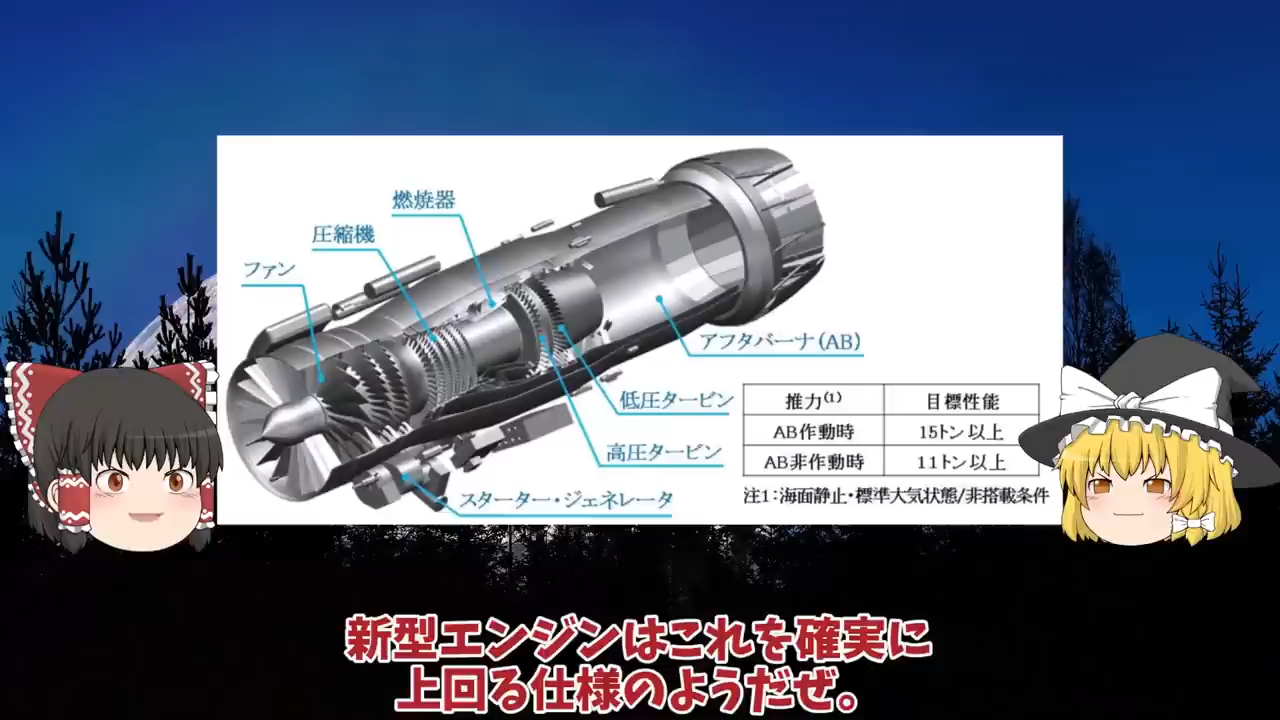 燃焼器
圧縮機
ファン
アフタバーナ(AB)
低圧タービン
高圧タービン
スターター・ジェネレータ
推力(1) 目標性能
AB作動時 15トン以上
AB非作動時 11トン以上
注1:海面静止・標準大気状態/非搭載条件
新型エンジンはこれを確実に
上回る仕様のようだぜ。